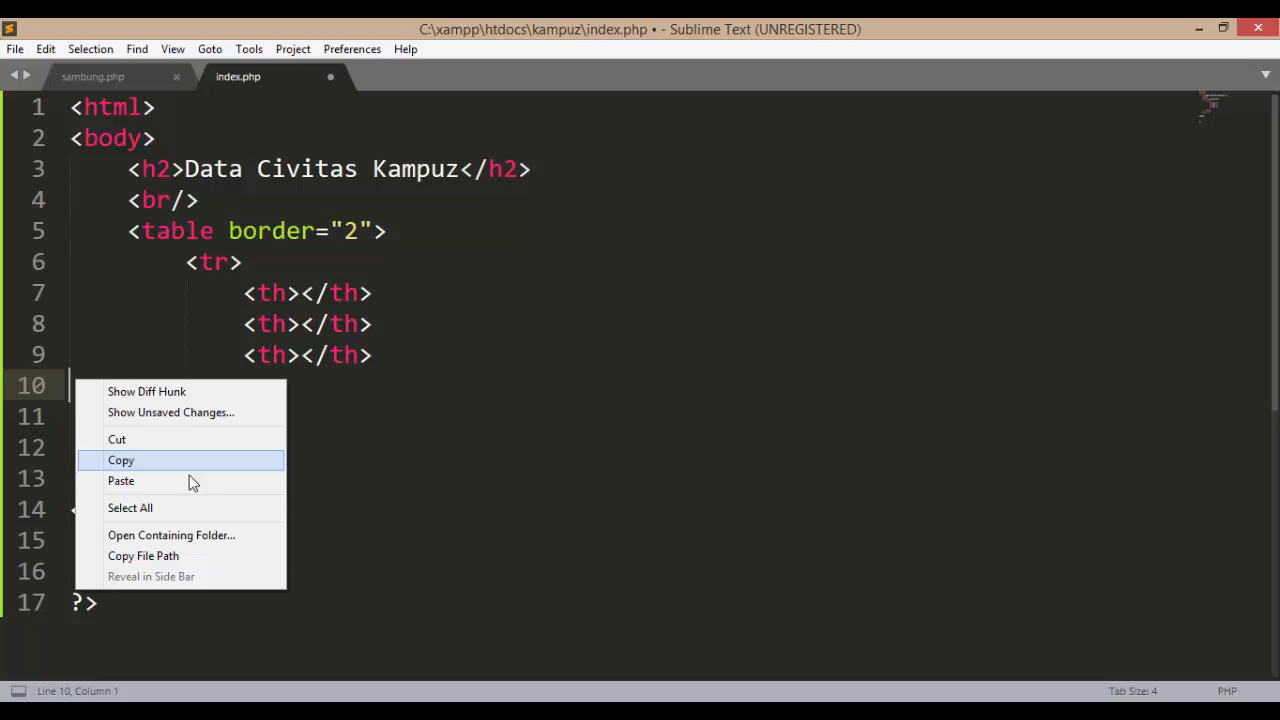 C:\xampp\htdocs\kampuz\index.php • - Sublime Text (UNREGISTERED)
File Edit Selection Find View Goto Tools Project Preferences Help
sambung.php × index.php
1 <html>
2 <body>
3 <h2>Data Civitas Kampuz</h2>
4 <br/>
5 <table border="2">
6 <tr>
7 <th></th>
8 <th></th>
9 <th></th>
10
Show Diff Hunk
11 Show Unsaved Changes...
12 Cut
Copy
13 Paste
14 < Select All
15 Open Containing Folder...
16 Copy File Path
Reveal in Side Bar
17 ?>
Line 10, Column 1 Tab Size: 4 PHP